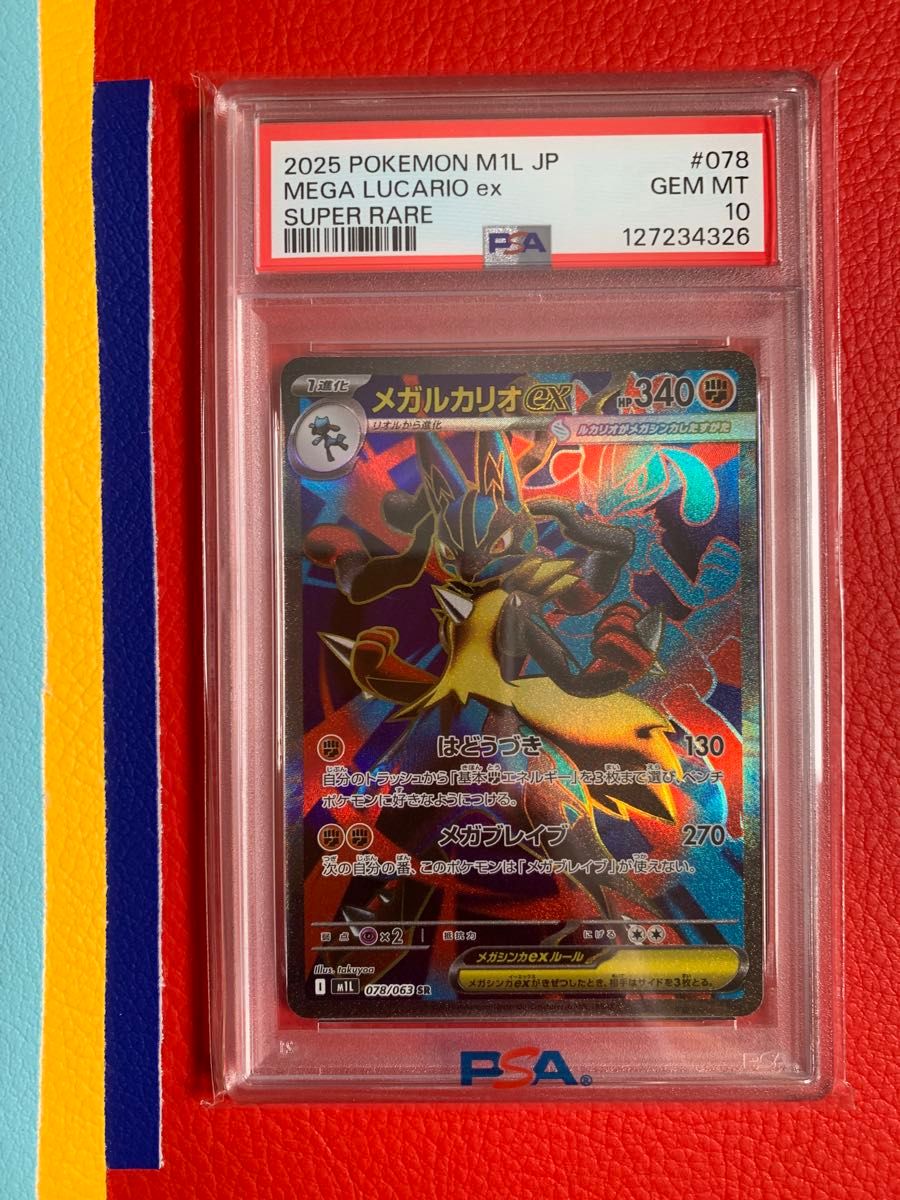 2025 POKEMON M1L JP #078
MEGA LUCARIO ex GEM MT
SUPER RARE 10
PSA 127234326
1進化 メガルカリオex HP340
リオルから進化 ルカリオがメガシンカしたすがた
はどうづき 130
自分のトラッシュから「基本 エネルギー」を3枚まで選び、ベンチ
ポケモンに好きなようにつける。
メガブレイブ 270
次の自分の番、このポケモンは「メガブレイブ」が使えない。
弱点 ×2 抵抗力 にげる
Illus. takuyoa
メガシンカexルール
メガシンカexがきぜつしたとき、相手はサイドを3枚とる。
I M1L 078/063 SR
PSA®
PSA